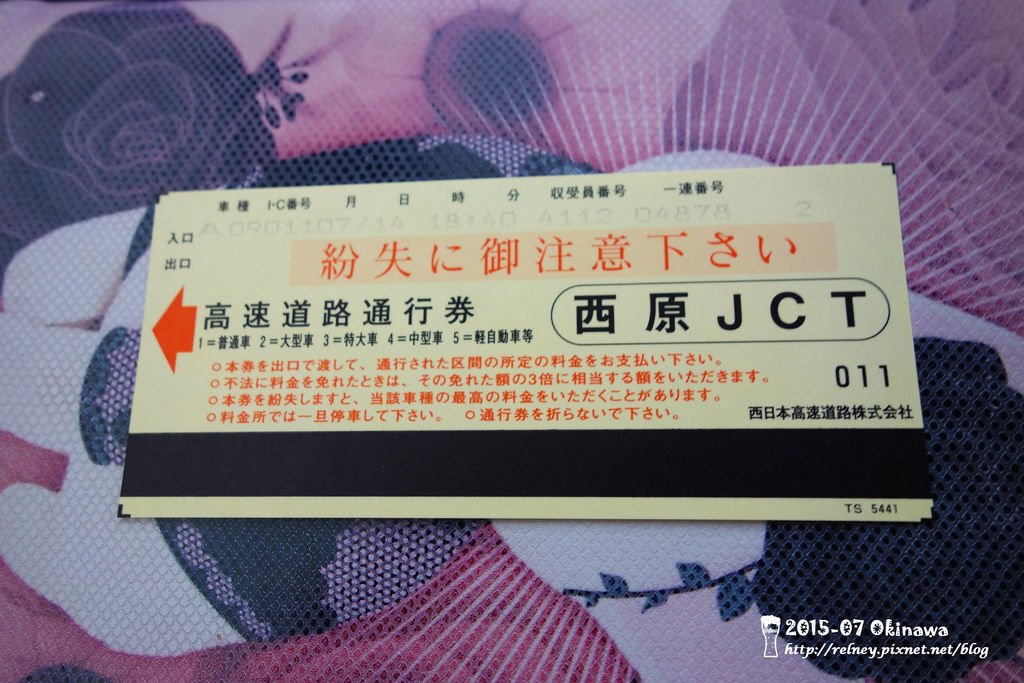 車種 I・C番号 月 日 時 分 収受員番号 一連番号
入口 A 0901107/14 18:40 4112 04878 2
出口
紛失に御注意下さい
高速道路通行券
西原JCT
1=普通車 2=大型車 3=特大車 4=中型車 5=軽自動車等
○本券を出口で渡して、通行された区間の所定の料金をお支払い下さい。
○不法に料金を免れたときは、その免れた額の3倍に相当する額をいただきます。
011
○本券を紛失しますと、当該車種の最高の料金をいただくことがあります。
○料金所では一旦停車して下さい。 ○通行券を折らないで下さい。
西日本高速道路株式会社
TS 5441
2015-07 Okinawa
http://relney.pixnet.net/blog